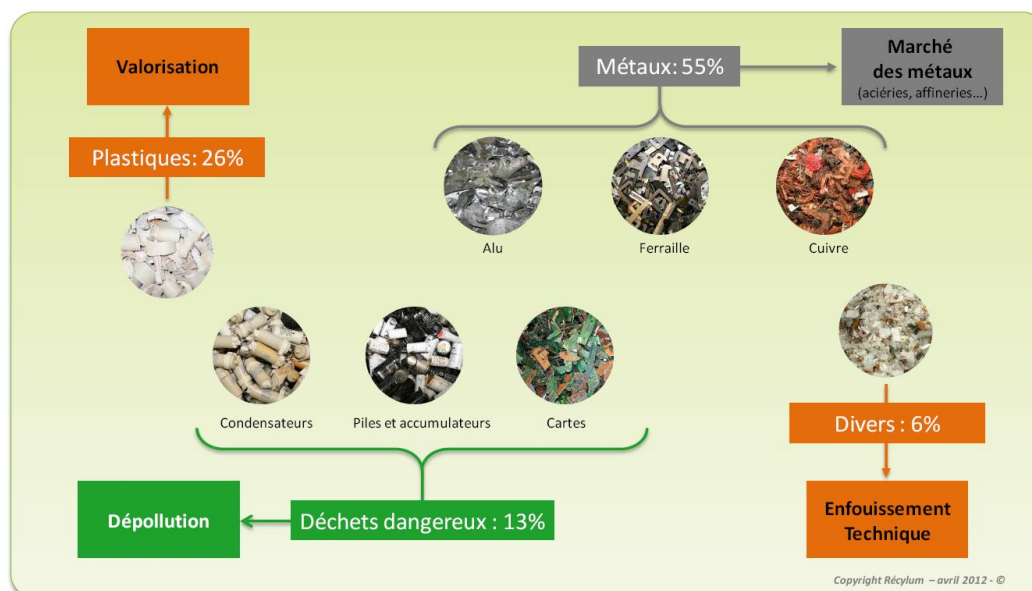 Valorisation
Plastiques: 26%
Métaux: 55%
Marché
des métaux
(aciéries, affineries…)
Alu
Ferraille
Cuivre
Condensateurs
Piles et accumulateurs
Cartes
Divers : 6%
Dépollution
Déchets dangereux : 13%
Enfouissement
Technique
Copyright Récylum – avril 2012 - ©